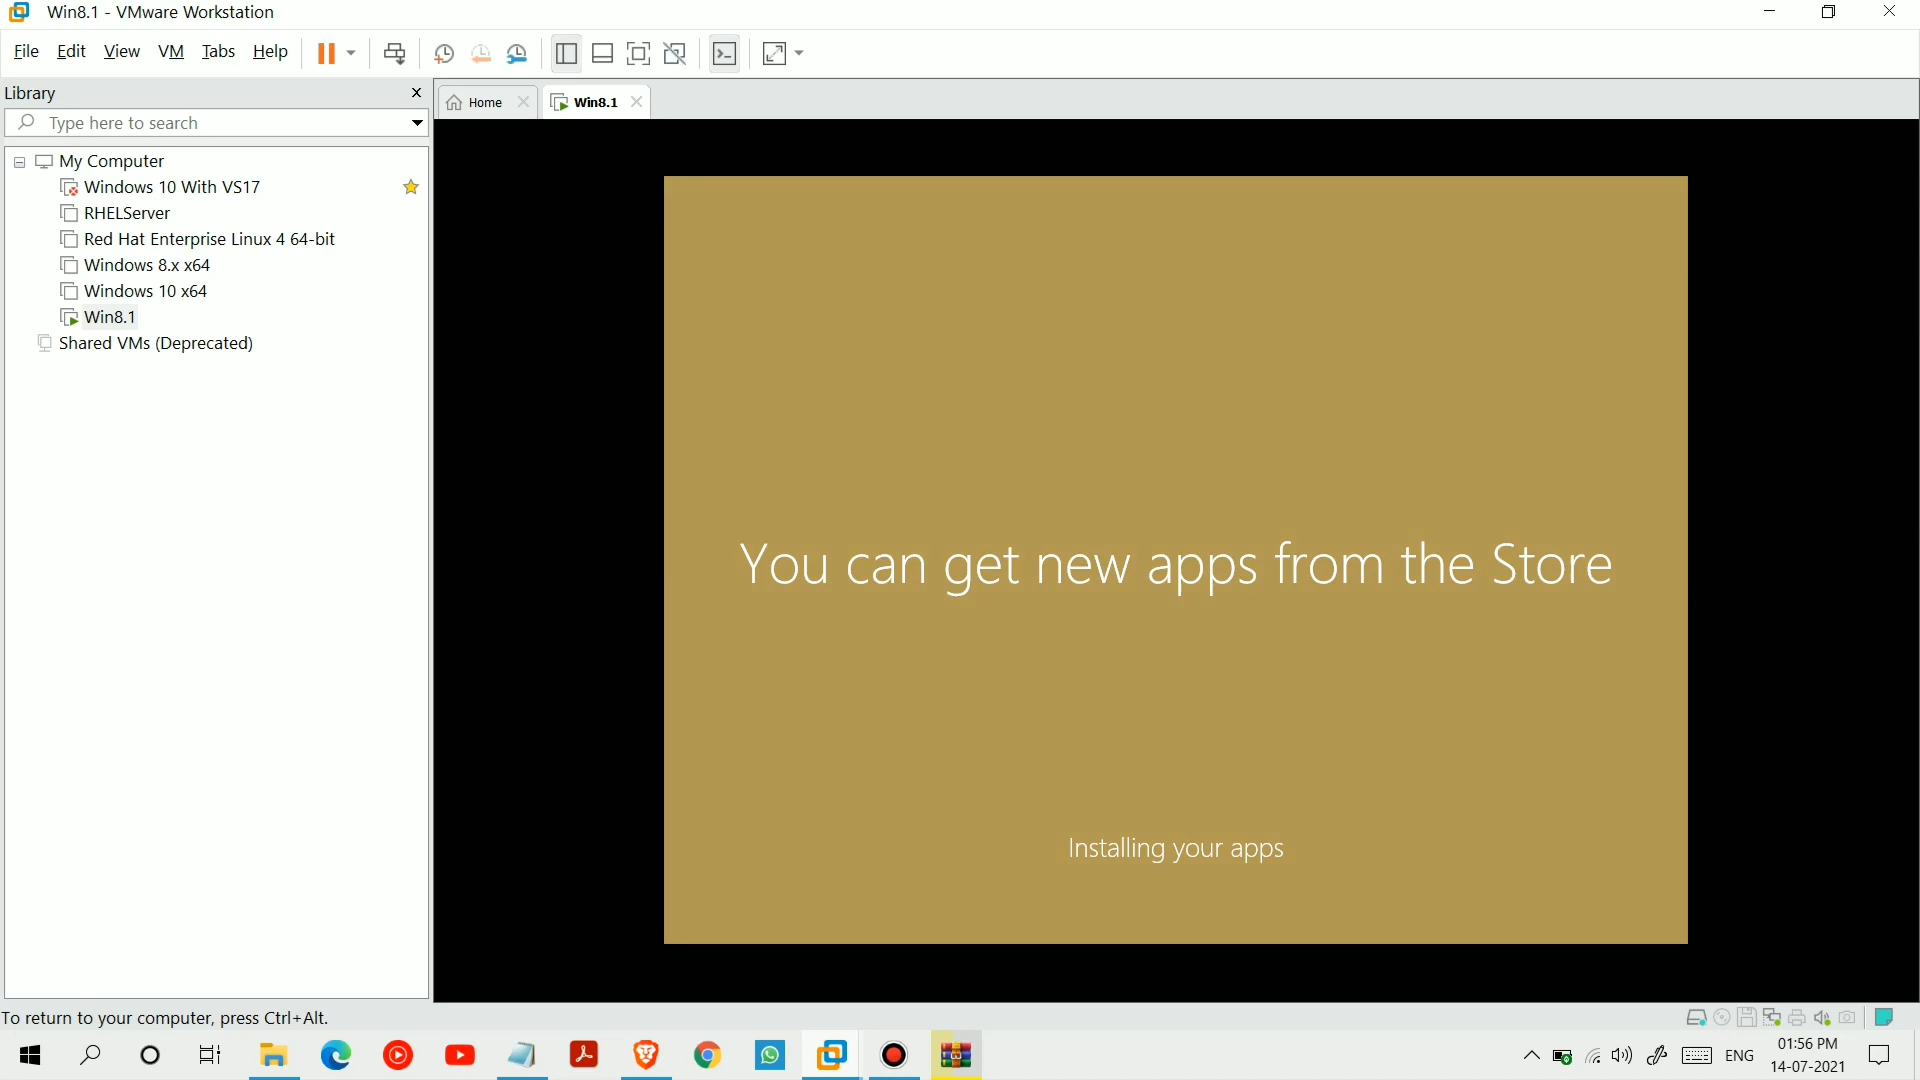 Win8.1 - VMware Workstation
File Edit View VM Tabs Help
Library
Type here to search
Home
Win8.1
My Computer
Windows 10 With VS17
RHELServer
Red Hat Enterprise Linux 4 64-bit
Windows 8.x x64
Windows 10 x64
Win8.1
Shared VMs (Deprecated)
You can get new apps from the Store
Installing your apps
To return to your computer, press Ctrl+Alt.
ENG
01:56 PM
14-07-2021